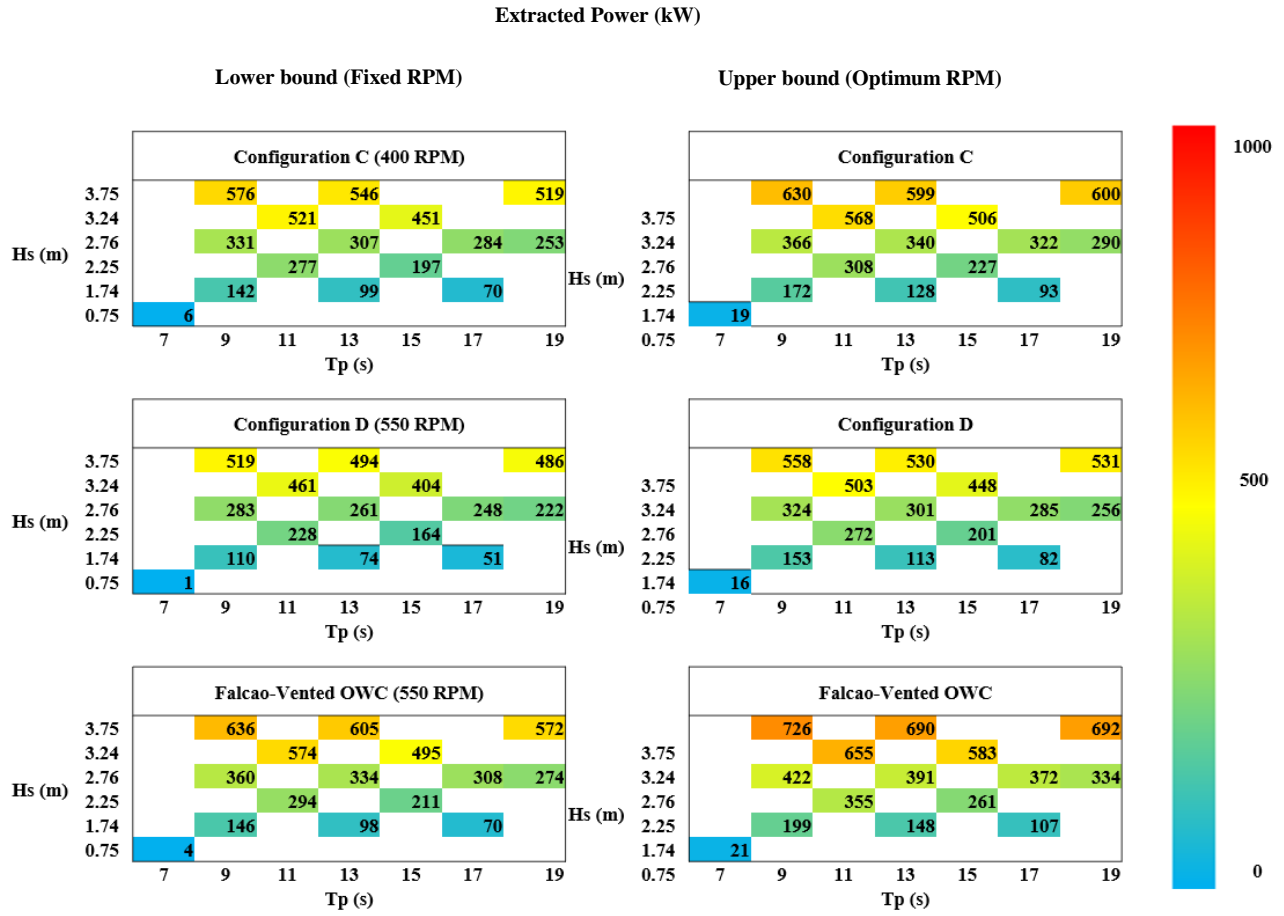 Extracted Power (kW)
Lower bound (Fixed RPM)
Upper bound (Optimum RPM)
Configuration C (400 RPM)
3.75 576 546 519
3.24 521 451
Hs (m)
2.76 331 307 284 253
2.25 277 197
1.74 142 99 70
0.75 6
7 9 11 13 15 17 19
Tp (s)
Configuration C
630 599 600
3.75 568 506
3.24 366 340 322 290
2.76 308 227
Hs (m)
2.25 172 128 93
1.74 19
0.75 7 9 11 13 15 17 19
Tp (s)
Configuration D (550 RPM)
3.75 519 494 486
3.24 461 404
2.76 283 261 248 222
Hs (m)
2.25 228 164
1.74 110 74 51
0.75 1
7 9 11 13 15 17 19
Tp (s)
Configuration D
558 530 531
3.75 503 448
3.24 324 301 285 256
2.76 272 201
Hs (m)
2.25 153 113 82
1.74 16
0.75 7 9 11 13 15 17 19
Tp (s)
Falcao-Vented OWC (550 RPM)
3.75 636 605 572
3.24 574 495
2.76 360 334 308 274
Hs (m)
2.25 294 211
1.74 146 98 70
0.75 4
7 9 11 13 15 17 19
Tp (s)
Falcao-Vented OWC
726 690 692
3.75 655 583
3.24 422 391 372 334
2.76 355 261
Hs (m)
2.25 199 148 107
1.74 21
0.75 7 9 11 13 15 17 19
Tp (s)
1000
500
0